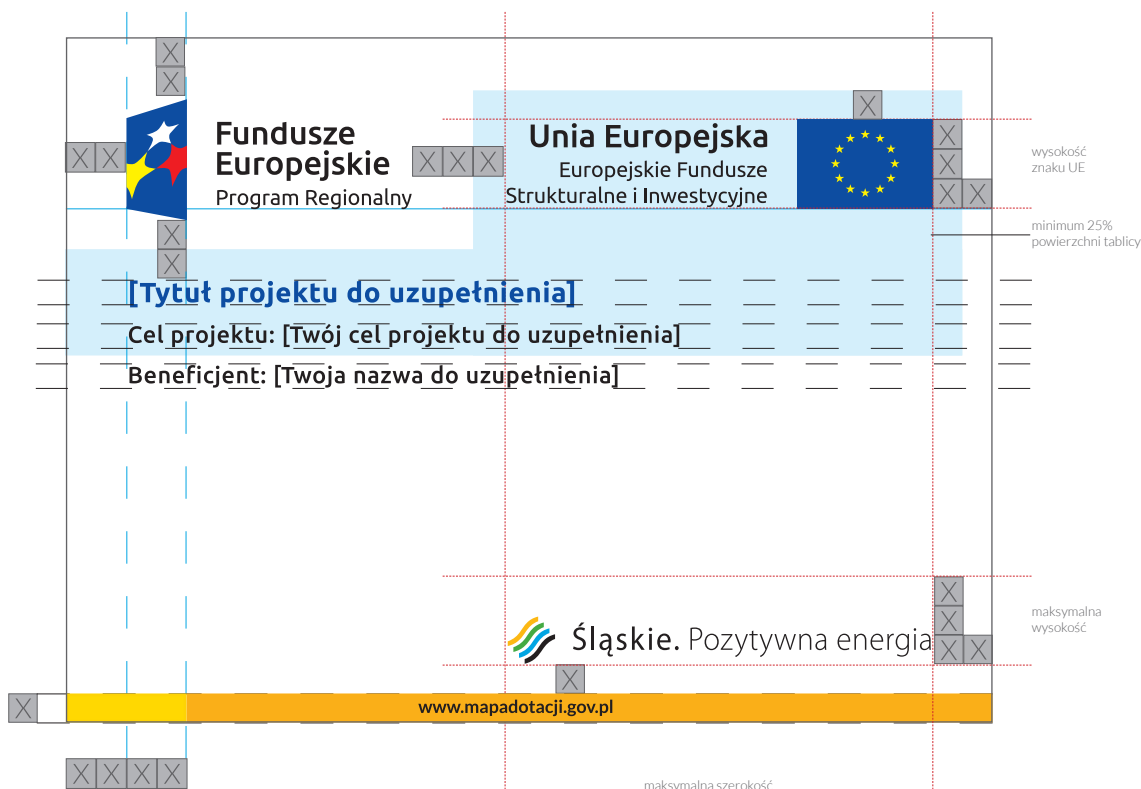 X
X
X X
Fundusze
Europejskie
Program Regionalny
X X X
Unia Europejska
Europejskie Fundusze
Strukturalne i Inwestycyjne
X
X
X
X X
wysokość
znaku UE
minimum 25%
powierzchni tablicy
X
X
[Tytuł projektu do uzupełnienia]
Cel projektu: [Twój cel projektu do uzupełnienia]
Beneficjent: [Twoja nazwa do uzupełnienia]
X
X
X X
maksymalna
wysokość
Śląskie. Pozytywna energia
X
X
www.mapadotacji.gov.pl
X X X X
maksymalna szerokość